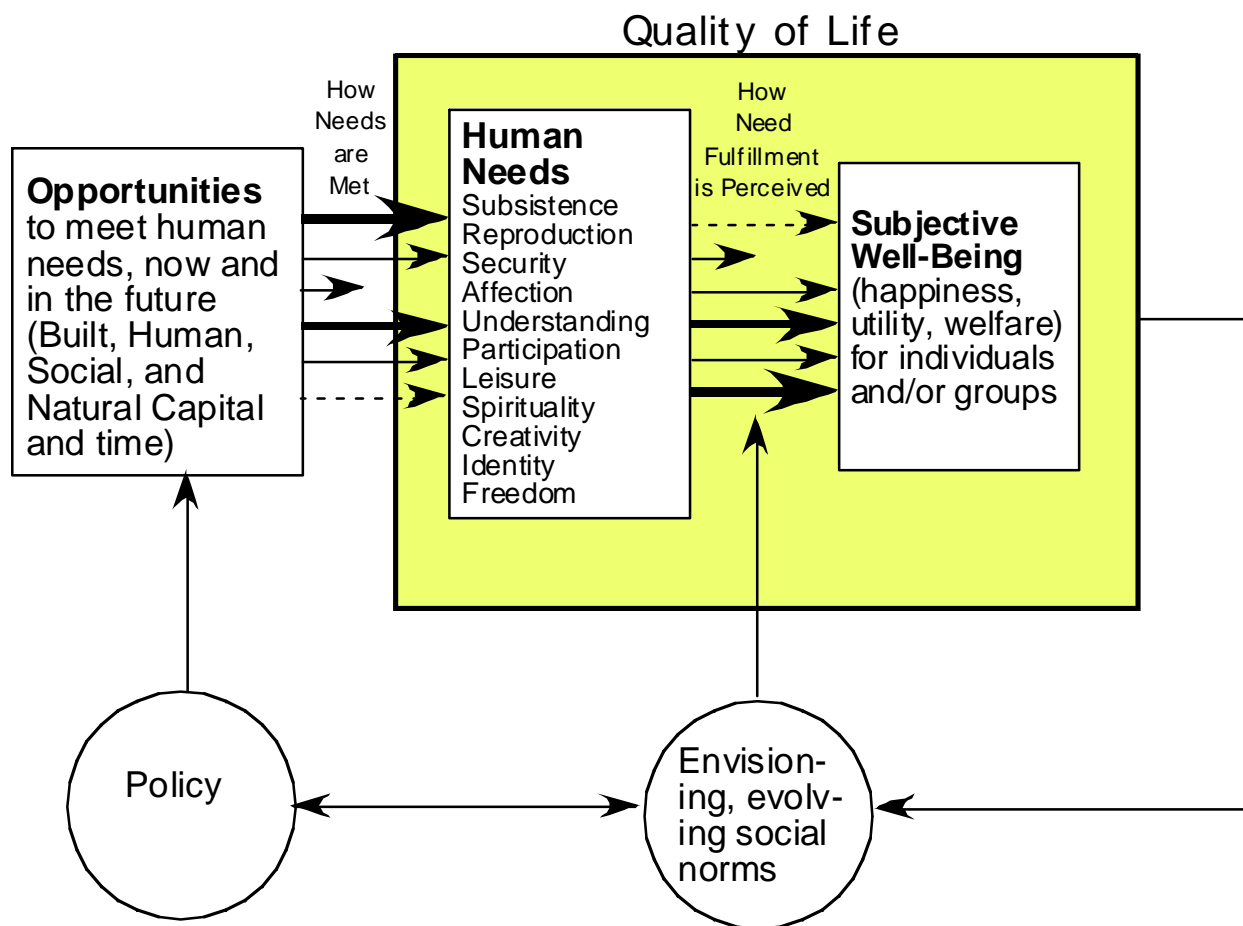 Quality of Life
How
Needs
are
Met
How
Need
Fulfillment
is Perceived
Opportunities
to meet human
needs, now and
in the future
(Built, Human,
Social, and
Natural Capital
and time)
Human
Needs
Subsistence
Reproduction
Security
Affection
Understanding
Participation
Leisure
Spirituality
Creativity
Identity
Freedom
Subjective
Well-Being
(happiness,
utility, welfare)
for individuals
and/or groups
Policy
Envision-
ing, evolv-
ing social
norms